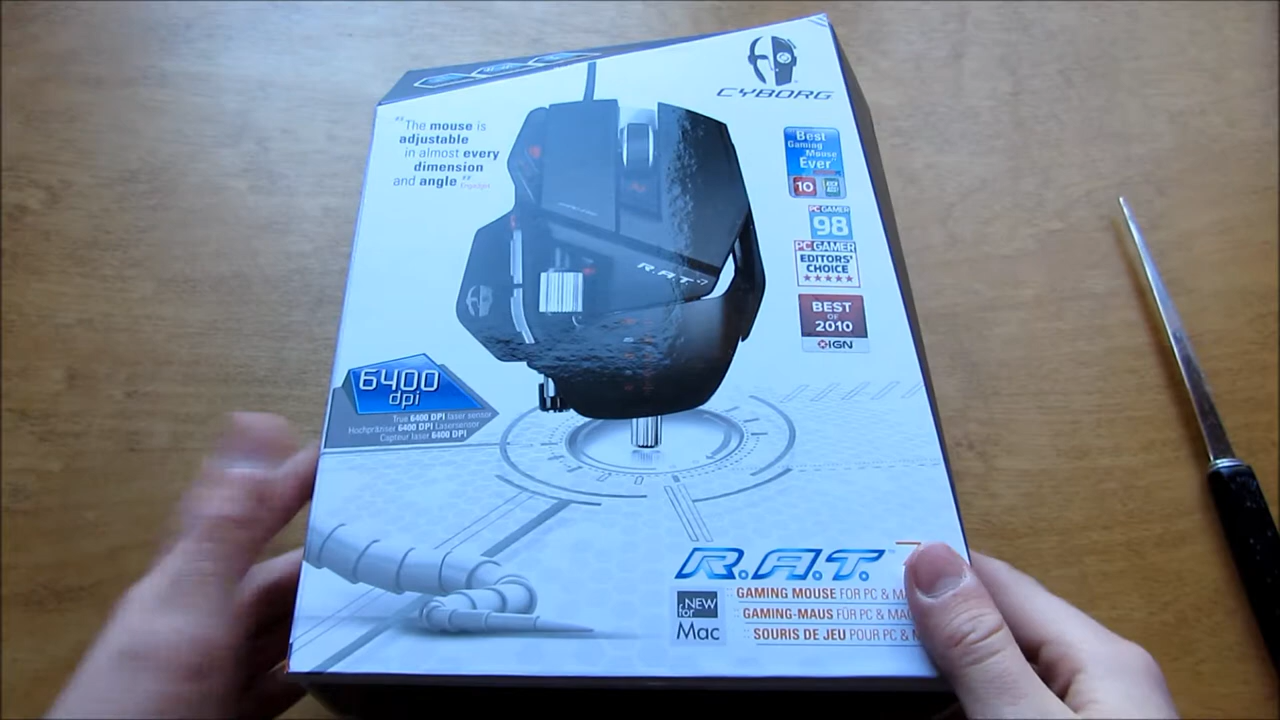 CYBORG
"The mouse is
adjustable
in almost every
dimension
and angle" Engadget
Best
Gaming
Mouse
Ever
10
PC GAMER
98
PC GAMER
EDITORS'
CHOICE
BEST
OF
2010
IGN
R.A.T 7
6400
dpi
True 6400 DPI laser sensor
Hochpräziser 6400 DPI Lasersensor
Capteur laser 6400 DPI
R.A.T. 7
NEW
for
Mac
:: GAMING MOUSE FOR PC &
:: GAMING-MAUS FÜR PC &
:: SOURIS DE JEU POUR PC &